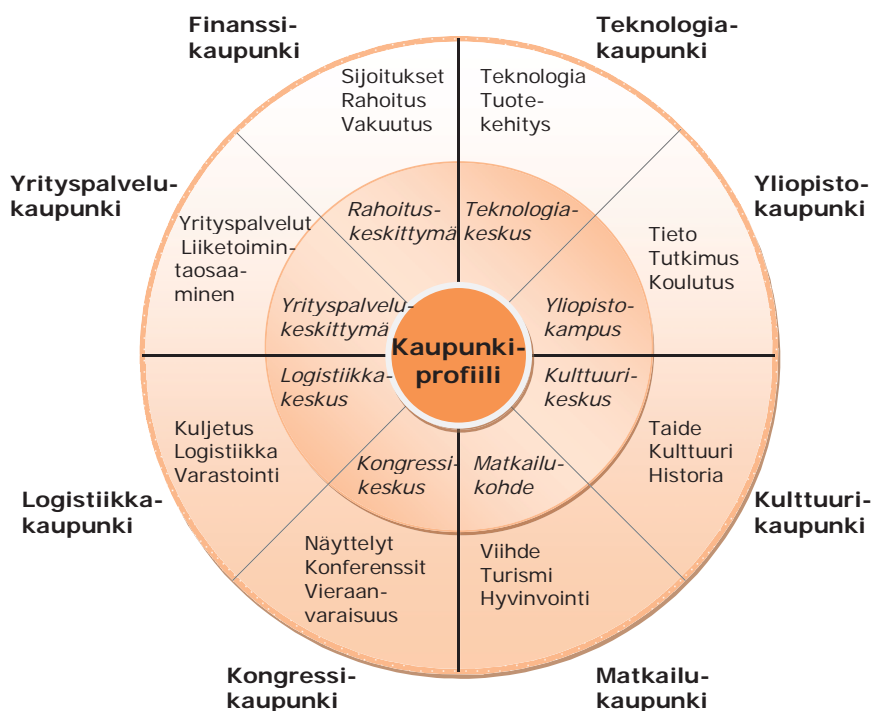 Finanssi-
kaupunki
Teknologia-
kaupunki
Sijoitukset
Rahoitus
Vakuutus
Teknologia
Tuote-
kehitys
Yrityspalvelu-
kaupunki
Yliopisto-
kaupunki
Rahoitus-
keskittymä
Teknologia-
keskus
Yrityspalvelut
Liiketoimin-
taosaa-
minen
Tieto
Tutkimus
Koulutus
Yrityspalvelu-
keskittymä
Yliopisto-
kampus
Kaupunki-
profiili
Logistiikka-
keskus
Kulttuuri-
keskus
Kuljetus
Logistiikka
Varastointi
Taide
Kulttuuri
Historia
Kongressi-
keskus
Matkailu-
kohde
Logistiikka-
kaupunki
Kulttuuri-
kaupunki
Näyttelyt
Konferenssit
Vieraan-
varaisuus
Viihde
Turismi
Hyvinvointi
Kongressi-
kaupunki
Matkailu-
kaupunki